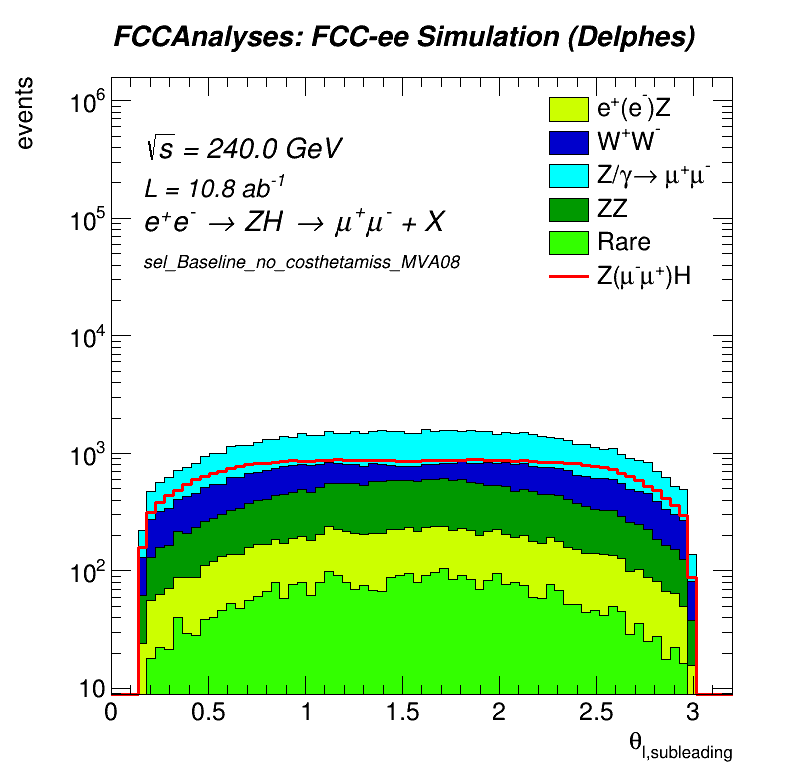 FCCAnalyses: FCC-ee Simulation (Delphes)
events
10⁶
10⁵
10⁴
10³
10²
10
√s = 240.0 GeV
L = 10.8 ab⁻¹
e⁺e⁻ → ZH → μ⁺μ⁻ + X
sel_Baseline_no_costhetamiss_MVA08
e⁺(e⁻)Z
W⁺W⁻
Z/γ→ μ⁺μ⁻
ZZ
Rare
Z(μ⁻μ⁺)H
0 0.5 1 1.5 2 2.5 3
θl,subleading